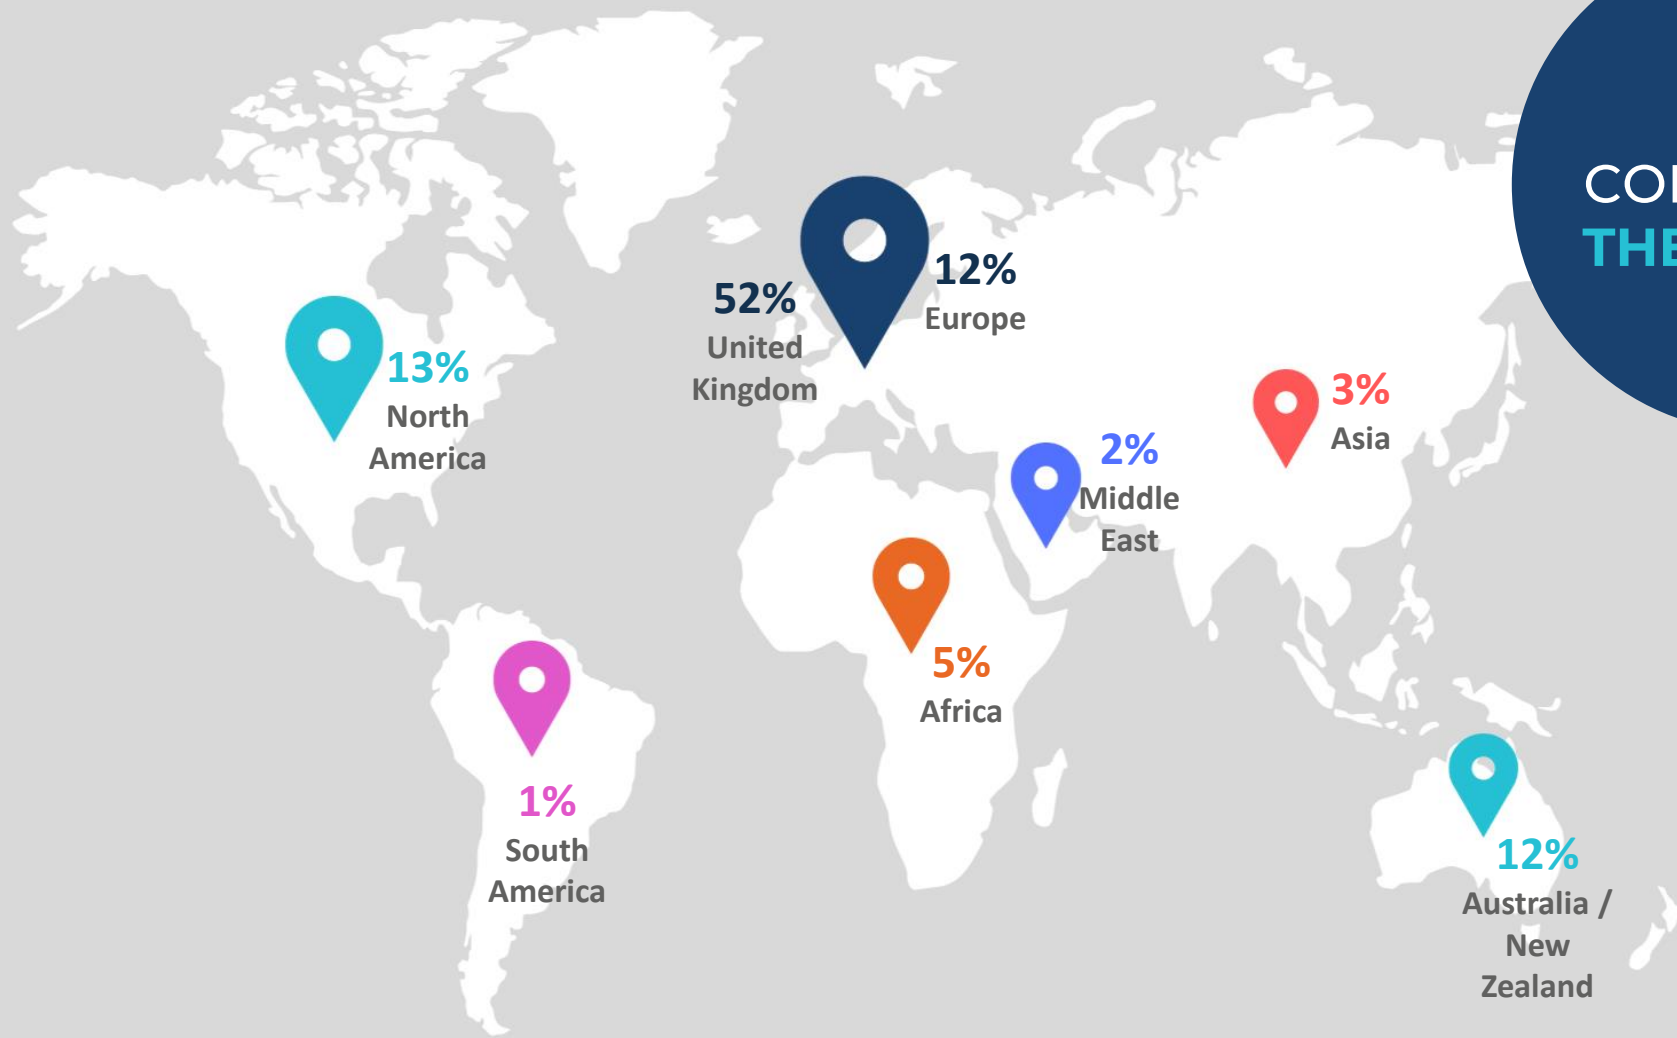 THE
52%
United
Kingdom
12%
Europe
13%
North
America
3%
Asia
2%
Middle
East
5%
Africa
1%
South
America
12%
Australia /
New
Zealand